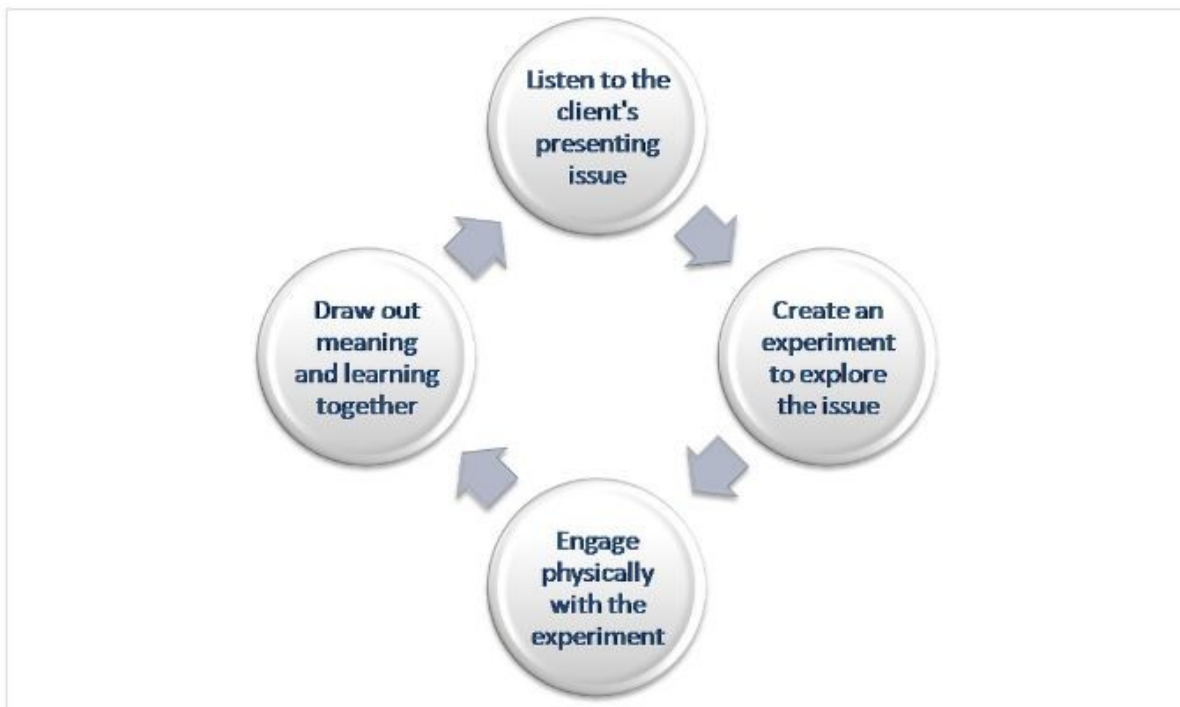 Listen to the
client's
presenting
issue
Create an
experiment
to explore
the issue
Engage
physically
with the
experiment
Draw out
meaning
and learning
together